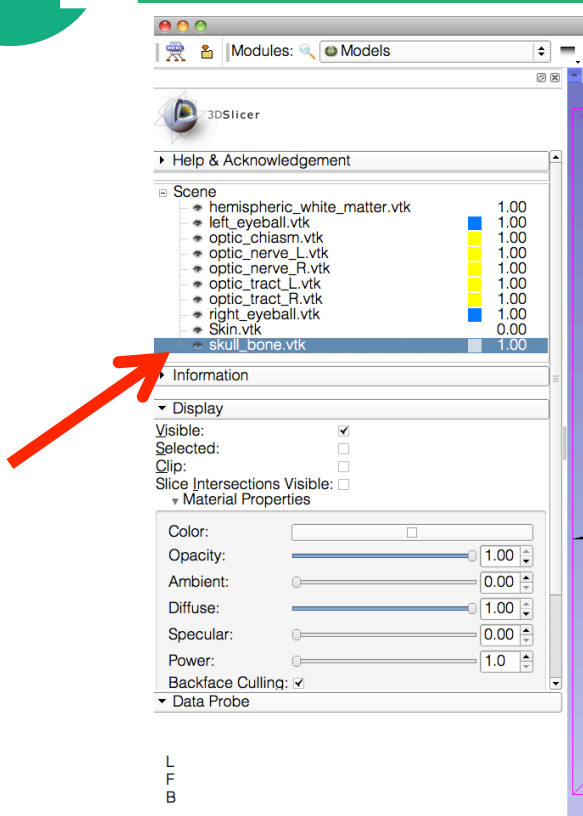 Modules: Models
3DSlicer
Help & Acknowledgement
Scene
hemispheric_white_matter.vtk 1.00
left_eyeball.vtk 1.00
optic_chiasm.vtk 1.00
optic_nerve_L.vtk 1.00
optic_nerve_R.vtk 1.00
optic_tract_L.vtk 1.00
optic_tract_R.vtk 1.00
right_eyeball.vtk 1.00
Skin.vtk 0.00
skull_bone.vtk 1.00
Information
Display
Visible:
Selected:
Clip:
Slice Intersections Visible:
Material Properties
Color:
Opacity: 1.00
Ambient: 0.00
Diffuse: 1.00
Specular: 0.00
Power: 1.0
Backface Culling:
Data Probe
L
F
B